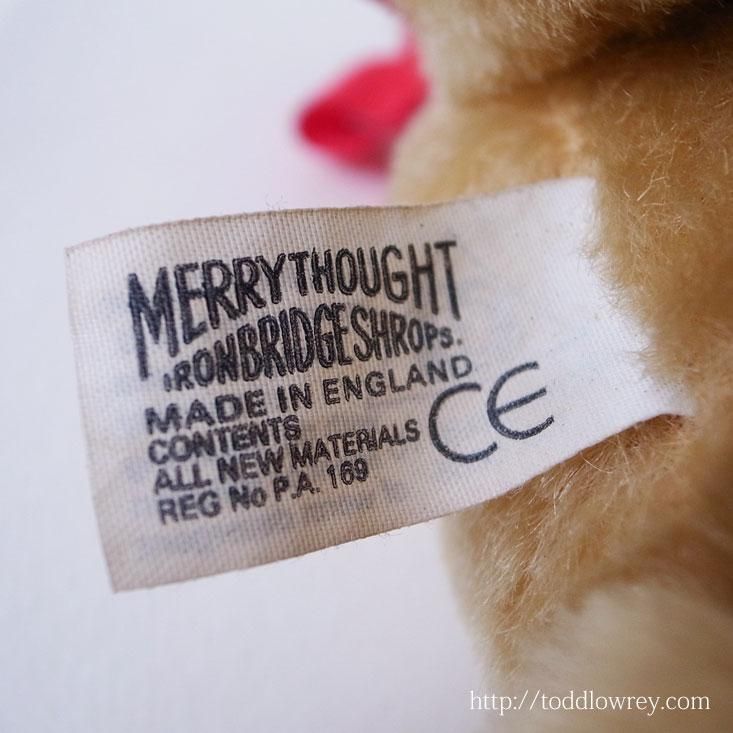 MERRYTHOUGHT
IRONBRIDGE SHROPS.
MADE IN ENGLAND
CONTENTS
ALL NEW MATERIALS
REG No P.A. 169
CE
http://toddlowrey.com